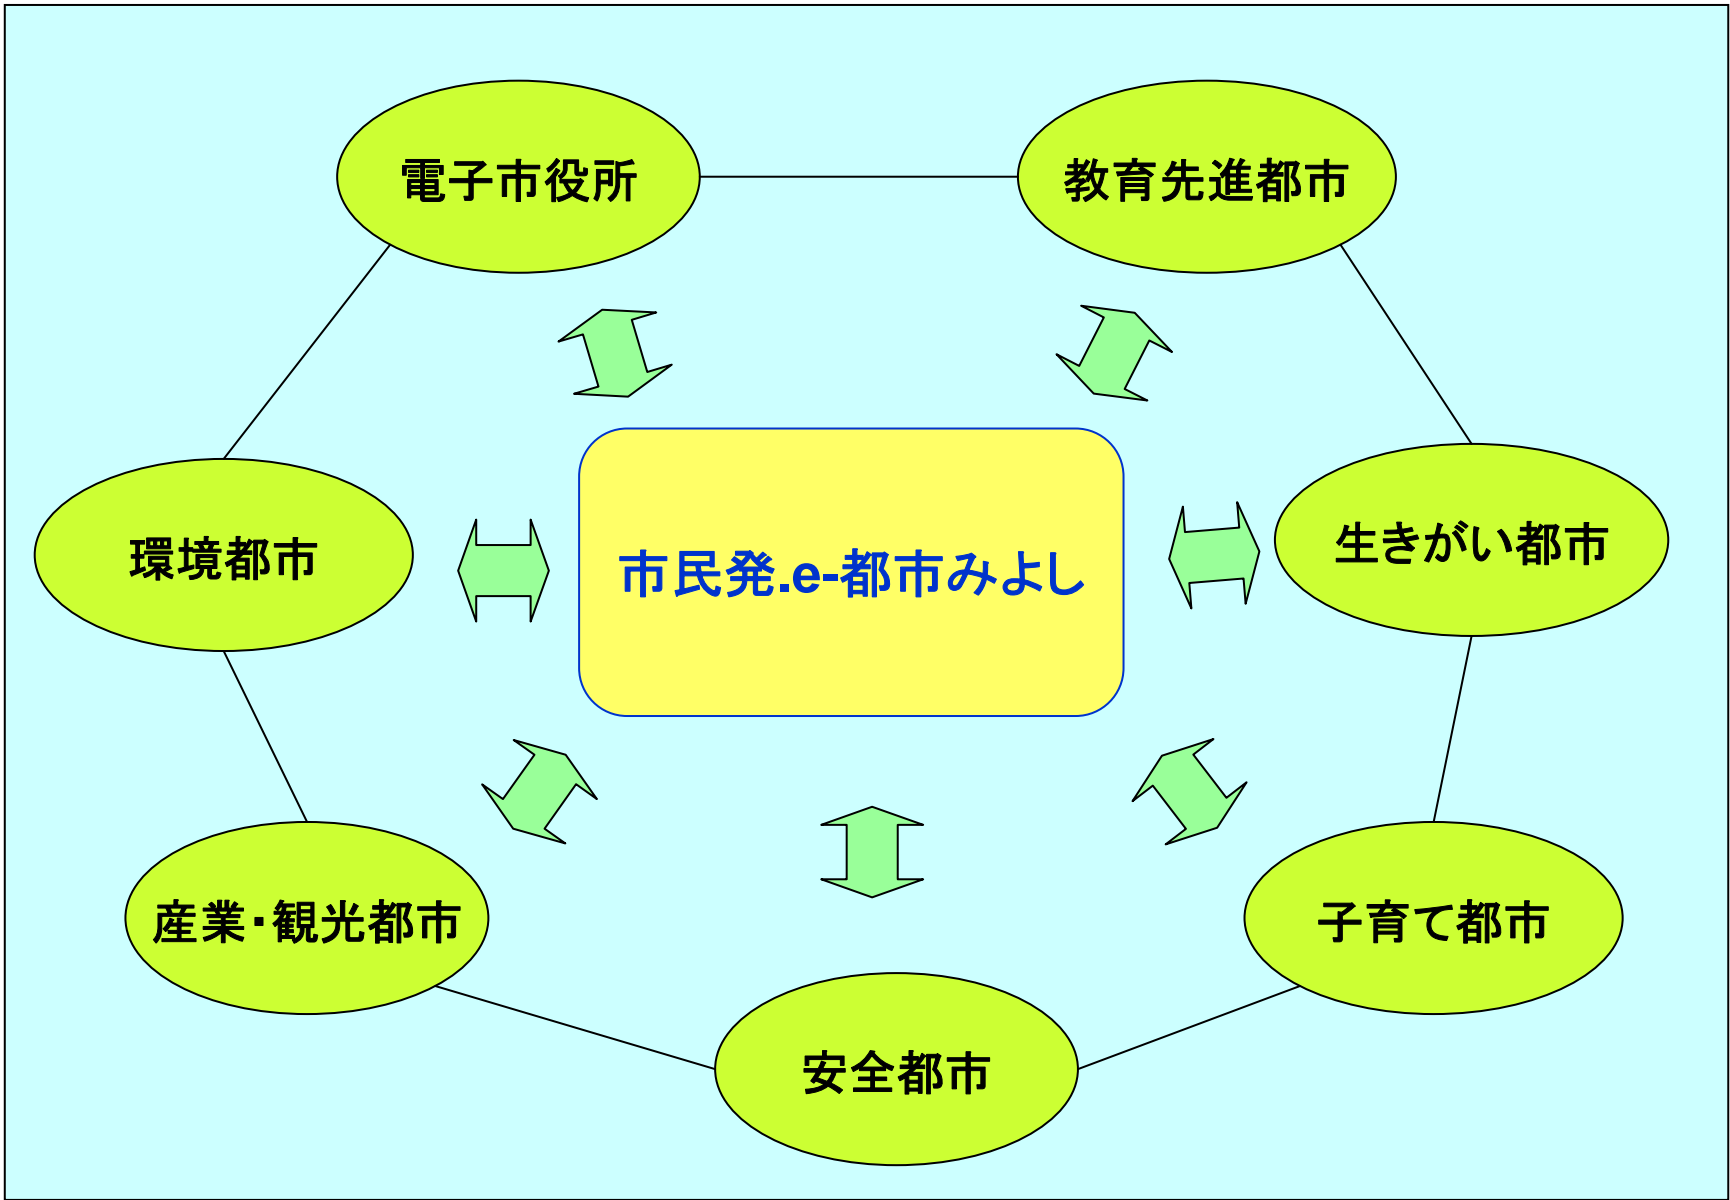 電子市役所
教育先進都市
環境都市
市民発.e-都市みよし
生きがい都市
産業・観光都市
子育て都市
安全都市